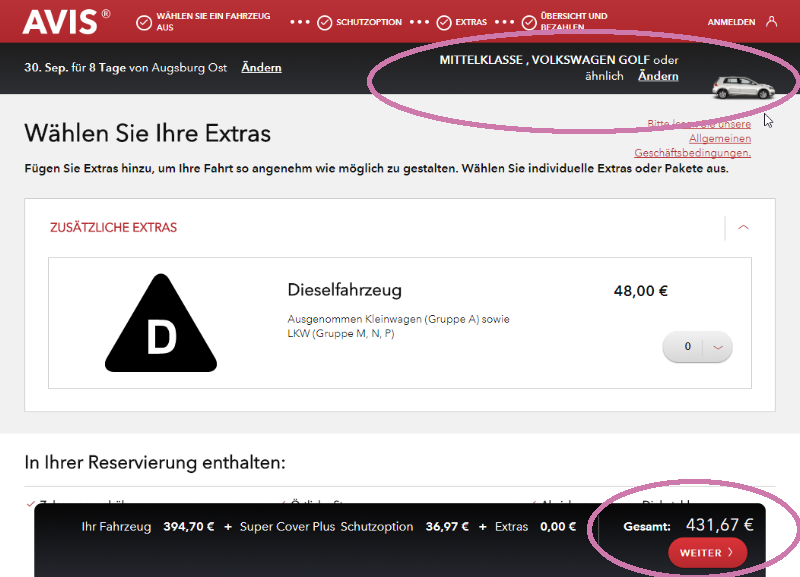 AVIS ®
WÄHLEN SIE EIN FAHRZEUG
AUS
SCHUTZOPTION
EXTRAS
ÜBERSICHT UND
BEZAHLEN
ANMELDEN
MITTELKLASSE , VOLKSWAGEN GOLF oder
ähnlich Ändern
30. Sep. für 8 Tage von Augsburg Ost Ändern
Wählen Sie Ihre Extras
Bitte unsere
Allgemeinen
Geschäftsbedingungen.
Fügen Sie Extras hinzu, um Ihre Fahrt so angenehm wie möglich zu gestalten. Wählen Sie individuelle Extras oder Pakete aus.
ZUSÄTZLICHE EXTRAS
D
Dieselfahrzeug
48,00 €
Ausgenommen Kleinwagen (Gruppe A) sowie
LKW (Gruppe M, N, P)
0
In Ihrer Reservierung enthalten:
Ihr Fahrzeug 394,70 € + Super Cover Plus Schutzoption 36,97 € + Extras 0,00 €
Gesamt: 431,67 €
WEITER